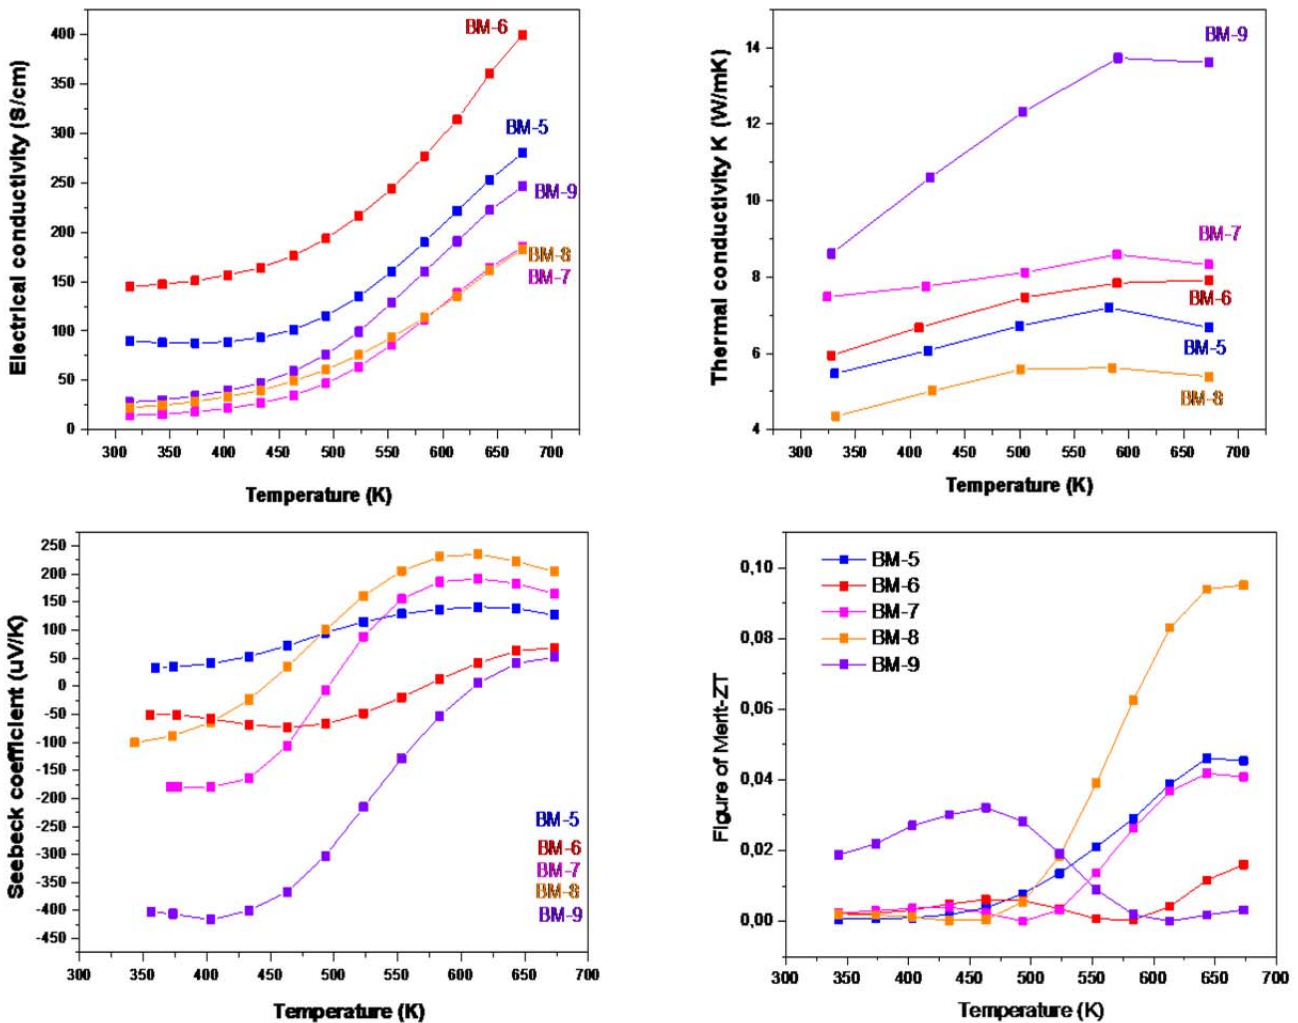 Electrical conductivity (S/cm)
400
350
300
250
200
150
100
50
0
BM-6
BM-5
BM-9
BM-8
BM-7
300 350 400 450 500 550 600 650 700
Temperature (K)
Thermal conductivity K (W/mK)
14
12
10
8
6
4
BM-9
BM-7
BM-6
BM-5
BM-8
300 350 400 450 500 550 600 650 700
Temperature (K)
Seebeck coefficient (uV/K)
250
200
150
100
50
0
-50
-100
-150
-200
-250
-300
-350
-400
-450
BM-5
BM-6
BM-7
BM-8
BM-9
300 350 400 450 500 550 600 650 700
Temperature (K)
Figure of Merit-ZT
0,10
0,08
0,06
0,04
0,02
0,00
BM-5
BM-6
BM-7
BM-8
BM-9
300 350 400 450 500 550 600 650 700
Temperature (K)